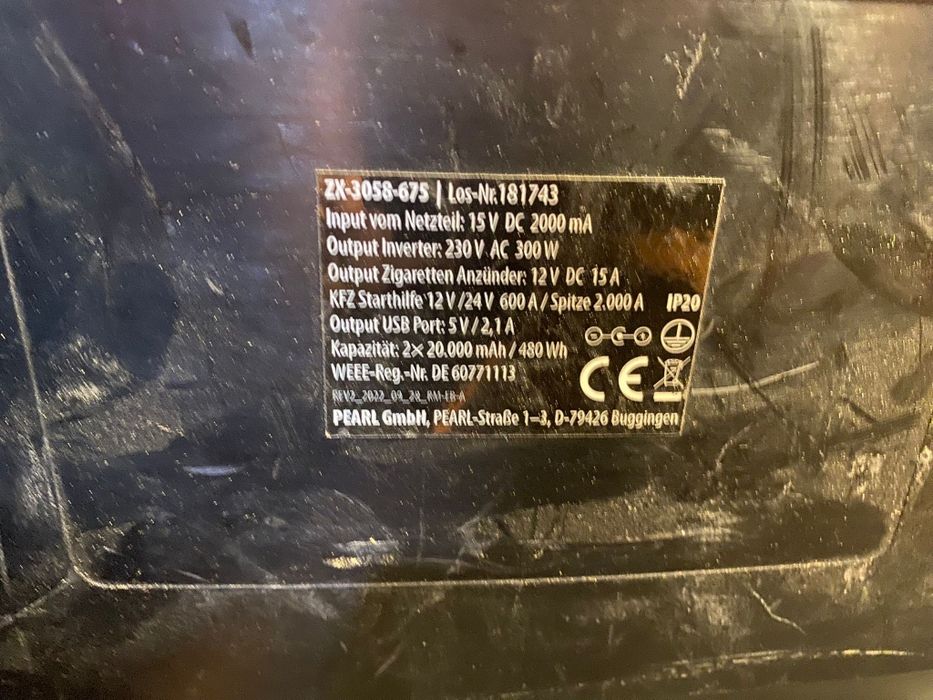 ZX-3058-675 | Los-Nr.181743
Input vom Netzteil: 15 V DC 2000 mA
Output Inverter: 230 V AC 300 W
Output Zigaretten Anzünder: 12 V DC 15 A
KFZ Starthilfe 12 V /24 V 600 A / Spitze 2.000 A IP20
Output USB Port: 5 V / 2,1 A
Kapazität: 2× 20.000 mAh / 480 Wh
WEEE-Reg.-Nr. DE 60771113 CE
REV2_2022_09_28_RM-EB-A
PEARL GmbH, PEARL-Straße 1–3, D-79426 Buggingen